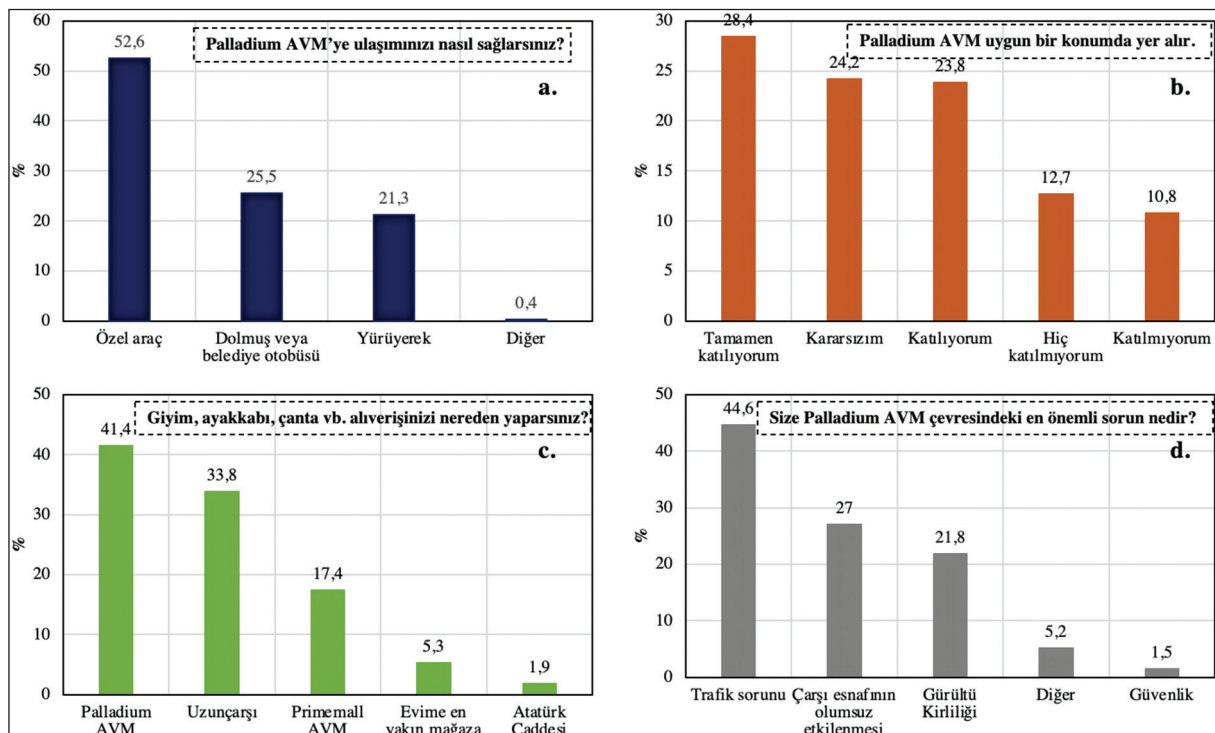 Palladium AVM'ye ulaşımınızı nasıl sağlarsınız?
a.
%
60
50
40
30
20
10
0
52,6
25,5
21,3
0,4
Özel araç
Dolmuş veya
belediye otobüsü
Yürüyerek
Diğer
Palladium AVM uygun bir konumda yer alır.
b.
%
30
25
20
15
10
5
0
28,4
24,2
23,8
12,7
10,8
Tamamen
katılıyorum
Kararsızım
Katılıyorum
Hiç
katılmıyorum
Katılmıyorum
Giyim, ayakkabı, çanta vb. alıverişinizi nereden yaparsınız?
c.
%
50
40
30
20
10
0
41,4
33,8
17,4
5,3
1,9
Palladium
AVM
Uzunçarşı
Primemall
AVM
Evime en
yakın mağaza
Atatürk
Caddesi
Size Palladium AVM çevresindeki en önemli sorun nedir?
d.
%
50
40
30
20
10
0
44,6
27
21,8
5,2
1,5
Trafik sorunu
Çarşı esnafının
olumsuz
etkilenmesi
Gürültü
Kirliliği
Diğer
Güvenlik